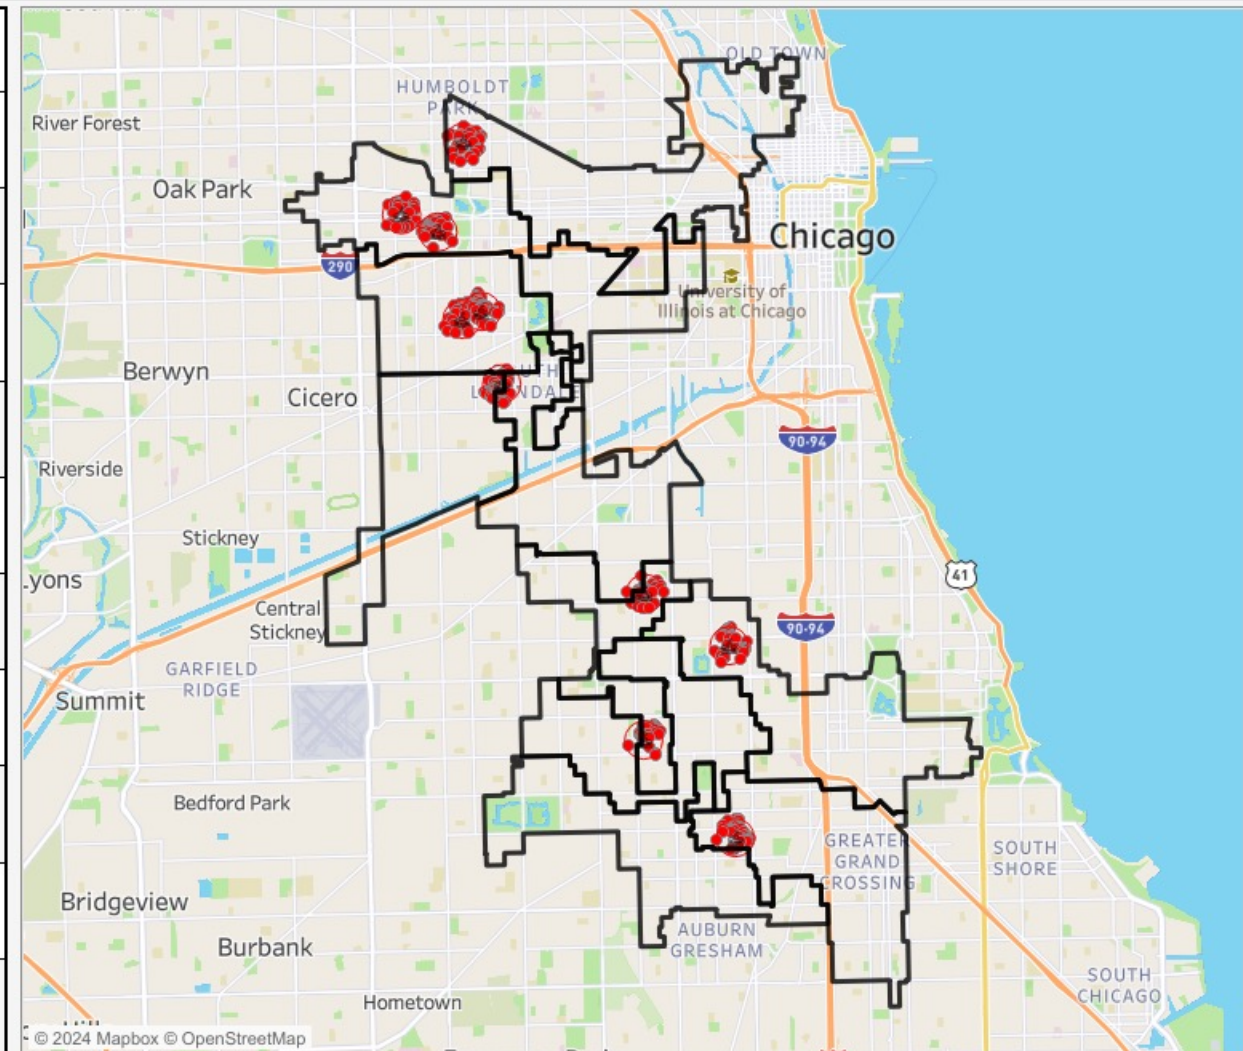 OLD TOWN
HUMBOLDT
PARK
River Forest
Oak Park
Chicago
290
University of
Illinois at Chicago
Berwyn
Cicero
90-94
Riverside
Stickney
Lyons
41
Central
Stickney
90-94
GARFIELD
RIDGE
Summit
Bedford Park
GREATER
GRAND
CROSSING
SOUTH
SHORE
Bridgeview
AUBURN
GRESHAM
Burbank
SOUTH
CHICAGO
Hometown
© 2024 Mapbox © OpenStreetMap